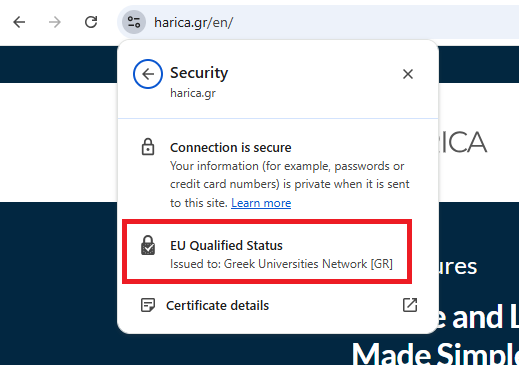 harica.gr/en/
Security
harica.gr
Connection is secure
Your information (for example, passwords or
credit card numbers) is private when it is sent
to this site. Learn more
RICA
EU Qualified Status
Issued to: Greek Universities Network [GR]
ures
Certificate details
e and L
Made Simple